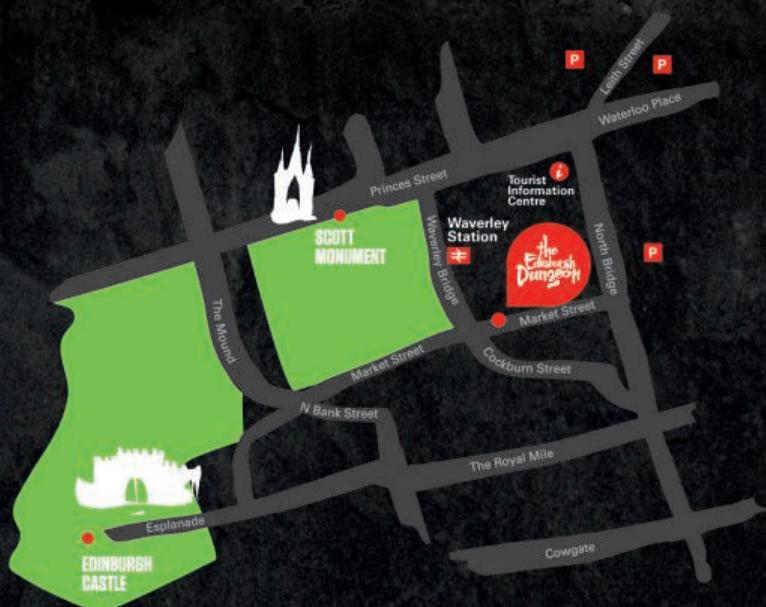 P
P
Leith Street
Waterloo Place
Princes Street
Tourist
Information
Centre
i
SCOTT
MONUMENT
Waverley
Station
Waverley Bridge
the
Edinburgh
Dungeon
North Bridge
P
The Mound
Market Street
Market Street
Cockburn Street
N Bank Street
The Royal Mile
Esplanade
Cowgate
EDINBURGH
CASTLE